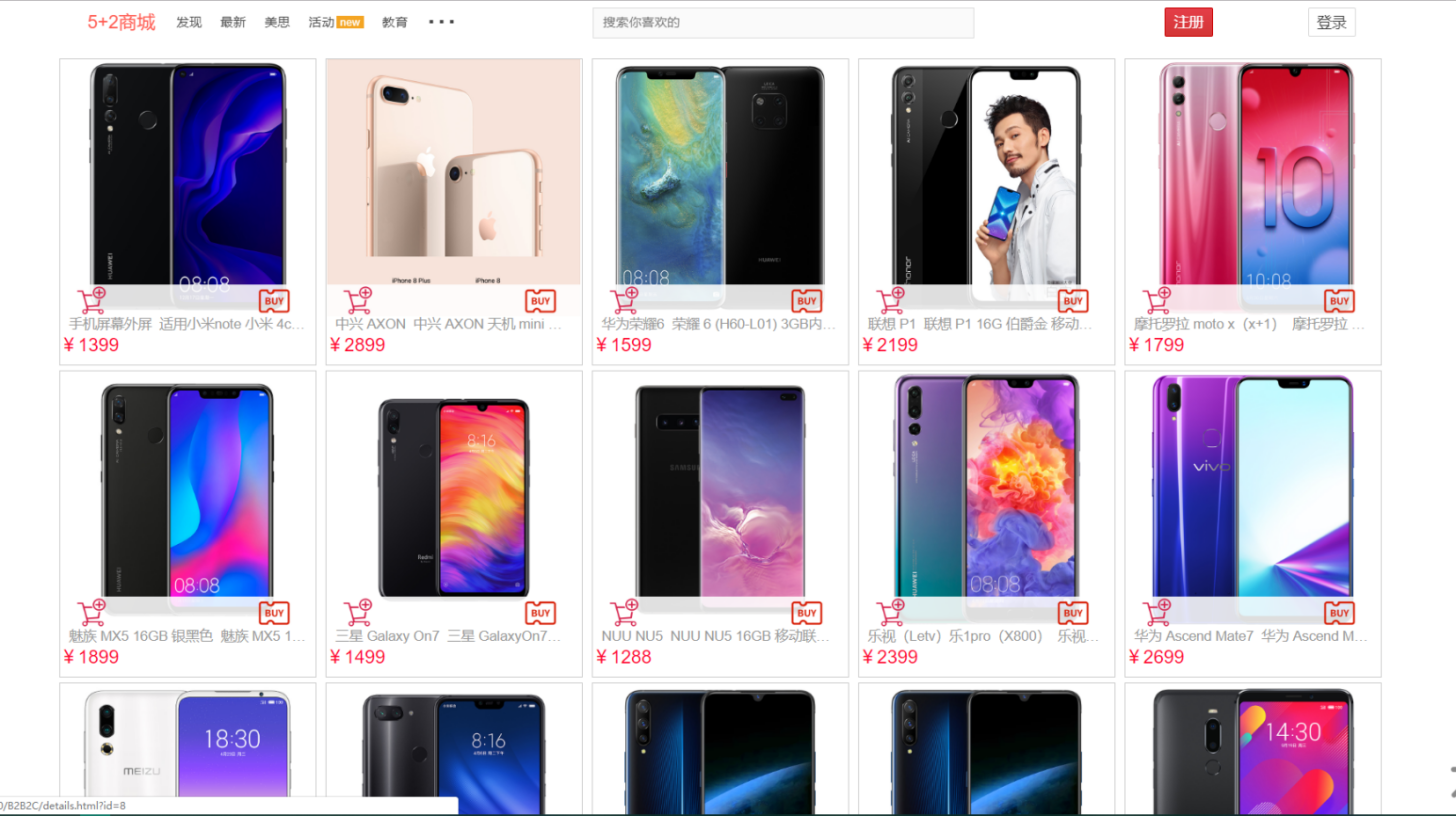 5+2商城 发现 最新 美思 活动 new 教育 ··· 搜索你喜欢的 注册 登录
HUAWEI
08:08
BUY
手机屏幕外屏 适用小米note 小米 4c...
¥ 1399
iPhone 8 Plus iPhone 8
BUY
中兴 AXON 中兴 AXON 天机 mini ...
¥ 2899
08:08
HUAWEI
BUY
华为荣耀6 荣耀 6 (H60-L01) 3GB内...
¥ 1599
honor
BUY
联想 P1 联想 P1 16G 伯爵金 移动...
¥ 2199
honor
10
10:08
BUY
摩托罗拉 moto x（x+1） 摩托罗拉 ...
¥ 1799
HUAWEI
08:08
BUY
魅族 MX5 16GB 银黑色 魅族 MX5 1...
¥ 1899
8:16
Redmi
BUY
三星 Galaxy On7 三星 GalaxyOn7...
¥ 1499
SAMSUN
BUY
NUU NU5 NUU NU5 16GB 移动联...
¥ 1288
HUAWEI
08:08
BUY
乐视（Letv）乐1pro（X800） 乐视...
¥ 2399
vivo
BUY
华为 Ascend Mate7 华为 Ascend M...
¥ 2699
MEIZU
18:30
8:16
14:30
0/B2B2C/details.html?id=8